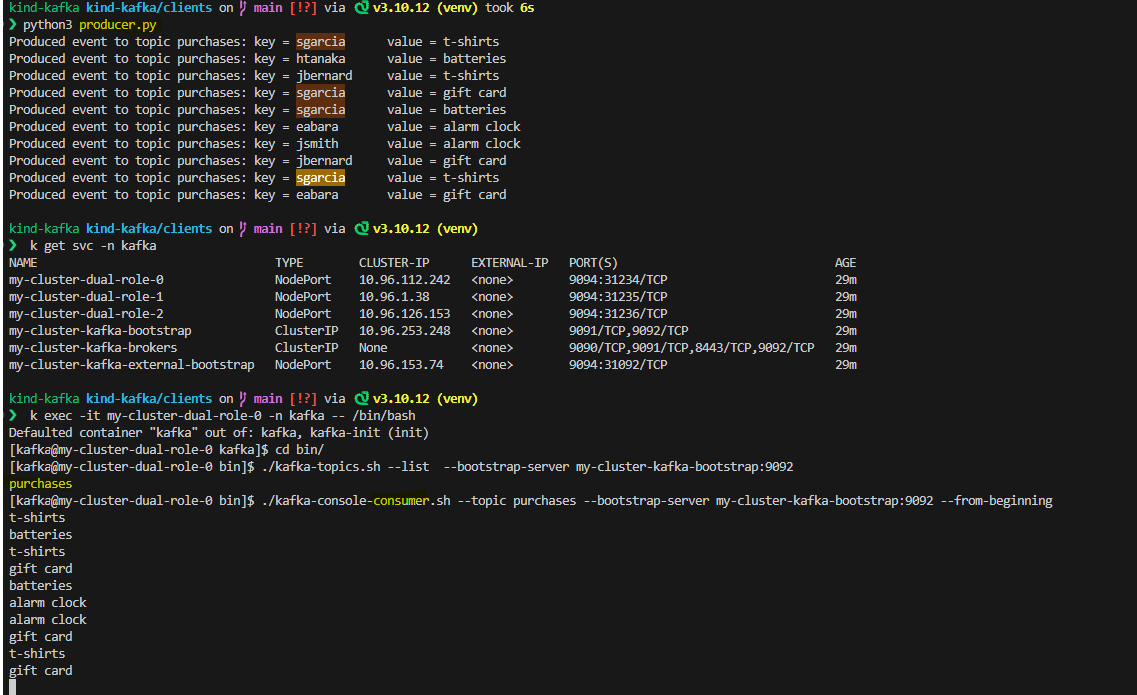 kind-kafka kind-kafka/clients on main [!?] via v3.10.12 (venv) took 6s
❯ python3 producer.py
Produced event to topic purchases: key = sgarcia      value = t-shirts
Produced event to topic purchases: key = htanaka      value = batteries
Produced event to topic purchases: key = jbernard     value = t-shirts
Produced event to topic purchases: key = sgarcia      value = gift card
Produced event to topic purchases: key = sgarcia      value = batteries
Produced event to topic purchases: key = eabara       value = alarm clock
Produced event to topic purchases: key = jsmith       value = alarm clock
Produced event to topic purchases: key = jbernard     value = gift card
Produced event to topic purchases: key = sgarcia      value = t-shirts
Produced event to topic purchases: key = eabara       value = gift card
kind-kafka kind-kafka/clients on main [!?] via v3.10.12 (venv)
❯ k get svc -n kafka
NAME                                  TYPE        CLUSTER-IP      EXTERNAL-IP   PORT(S)                               AGE
my-cluster-dual-role-0                NodePort    10.96.112.242   <none>        9094:31234/TCP                        29m
my-cluster-dual-role-1                NodePort    10.96.1.38      <none>        9094:31235/TCP                        29m
my-cluster-dual-role-2                NodePort    10.96.126.153   <none>        9094:31236/TCP                        29m
my-cluster-kafka-bootstrap            ClusterIP   10.96.253.248   <none>        9091/TCP,9092/TCP                     29m
my-cluster-kafka-brokers              ClusterIP   None            <none>        9090/TCP,9091/TCP,8443/TCP,9092/TCP   29m
my-cluster-kafka-external-bootstrap   NodePort    10.96.153.74    <none>        9094:31092/TCP                        29m
kind-kafka kind-kafka/clients on main [!?] via v3.10.12 (venv)
❯ k exec -it my-cluster-dual-role-0 -n kafka -- /bin/bash
Defaulted container "kafka" out of: kafka, kafka-init (init)
[kafka@my-cluster-dual-role-0 kafka]$ cd bin/
[kafka@my-cluster-dual-role-0 bin]$ ./kafka-topics.sh --list  --bootstrap-server my-cluster-kafka-bootstrap:9092
purchases
[kafka@my-cluster-dual-role-0 bin]$ ./kafka-console-consumer.sh --topic purchases --bootstrap-server my-cluster-kafka-bootstrap:9092 --from-beginning
t-shirts
batteries
t-shirts
gift card
batteries
alarm clock
alarm clock
gift card
t-shirts
gift card